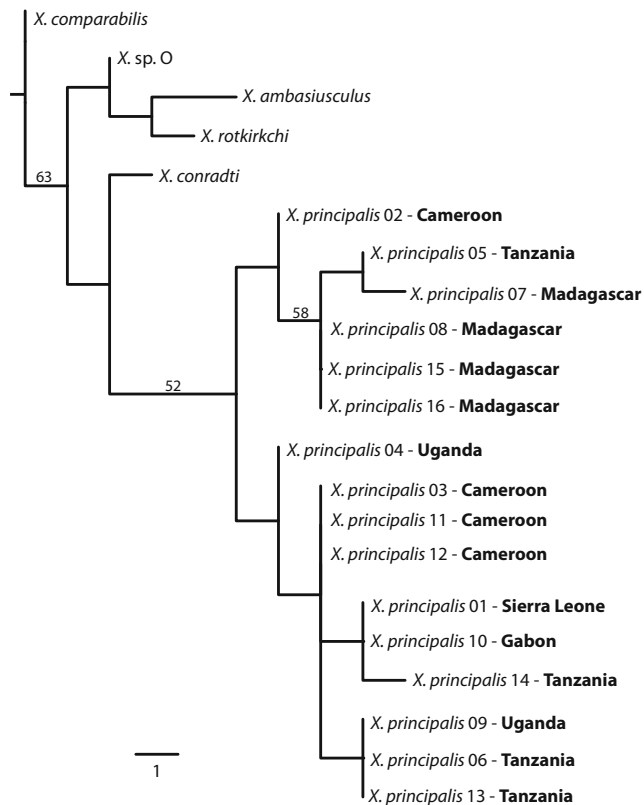 X. comparabilis
X. sp. O
X. ambasiusculus
X. rotkirkchi
63
X. conradti
X. principalis 02 - Cameroon
X. principalis 05 - Tanzania
X. principalis 07 - Madagascar
58
X. principalis 08 - Madagascar
X. principalis 15 - Madagascar
52
X. principalis 16 - Madagascar
X. principalis 04 - Uganda
X. principalis 03 - Cameroon
X. principalis 11 - Cameroon
X. principalis 12 - Cameroon
X. principalis 01 - Sierra Leone
X. principalis 10 - Gabon
X. principalis 14 - Tanzania
X. principalis 09 - Uganda
X. principalis 06 - Tanzania
1
X. principalis 13 - Tanzania